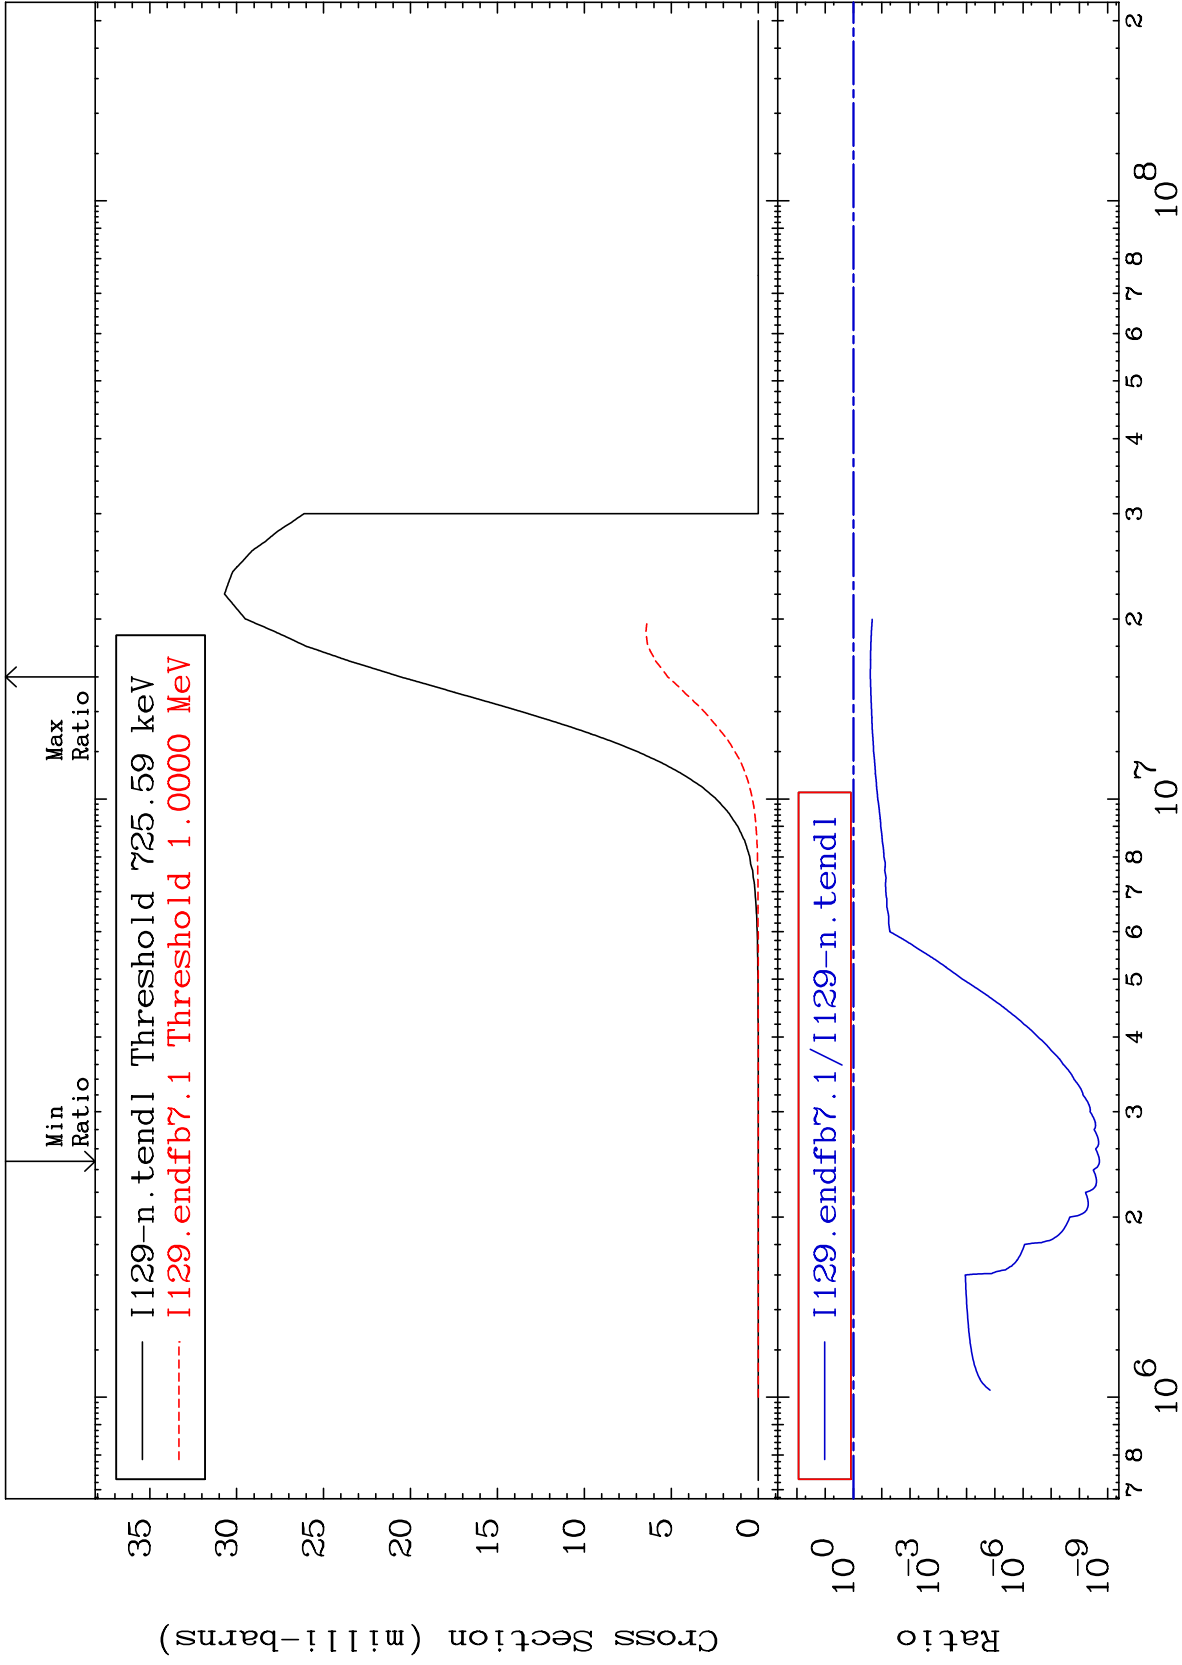 Min
Ratio
Max
Ratio
I129-n.tendl Threshold 725.59 keV
I129.endfb7.1 Threshold 1.0000 MeV
Cross Section (milli-barns)
35
30
25
20
15
10
5
0
I129.endfb7.1/I129-n.tendl
Ratio
10^0
10^-3
10^-6
10^-9
7 8 10^6 2 3 4 5 6 7 8 10^7 2 3 4 5 6 7 8 10^8 2